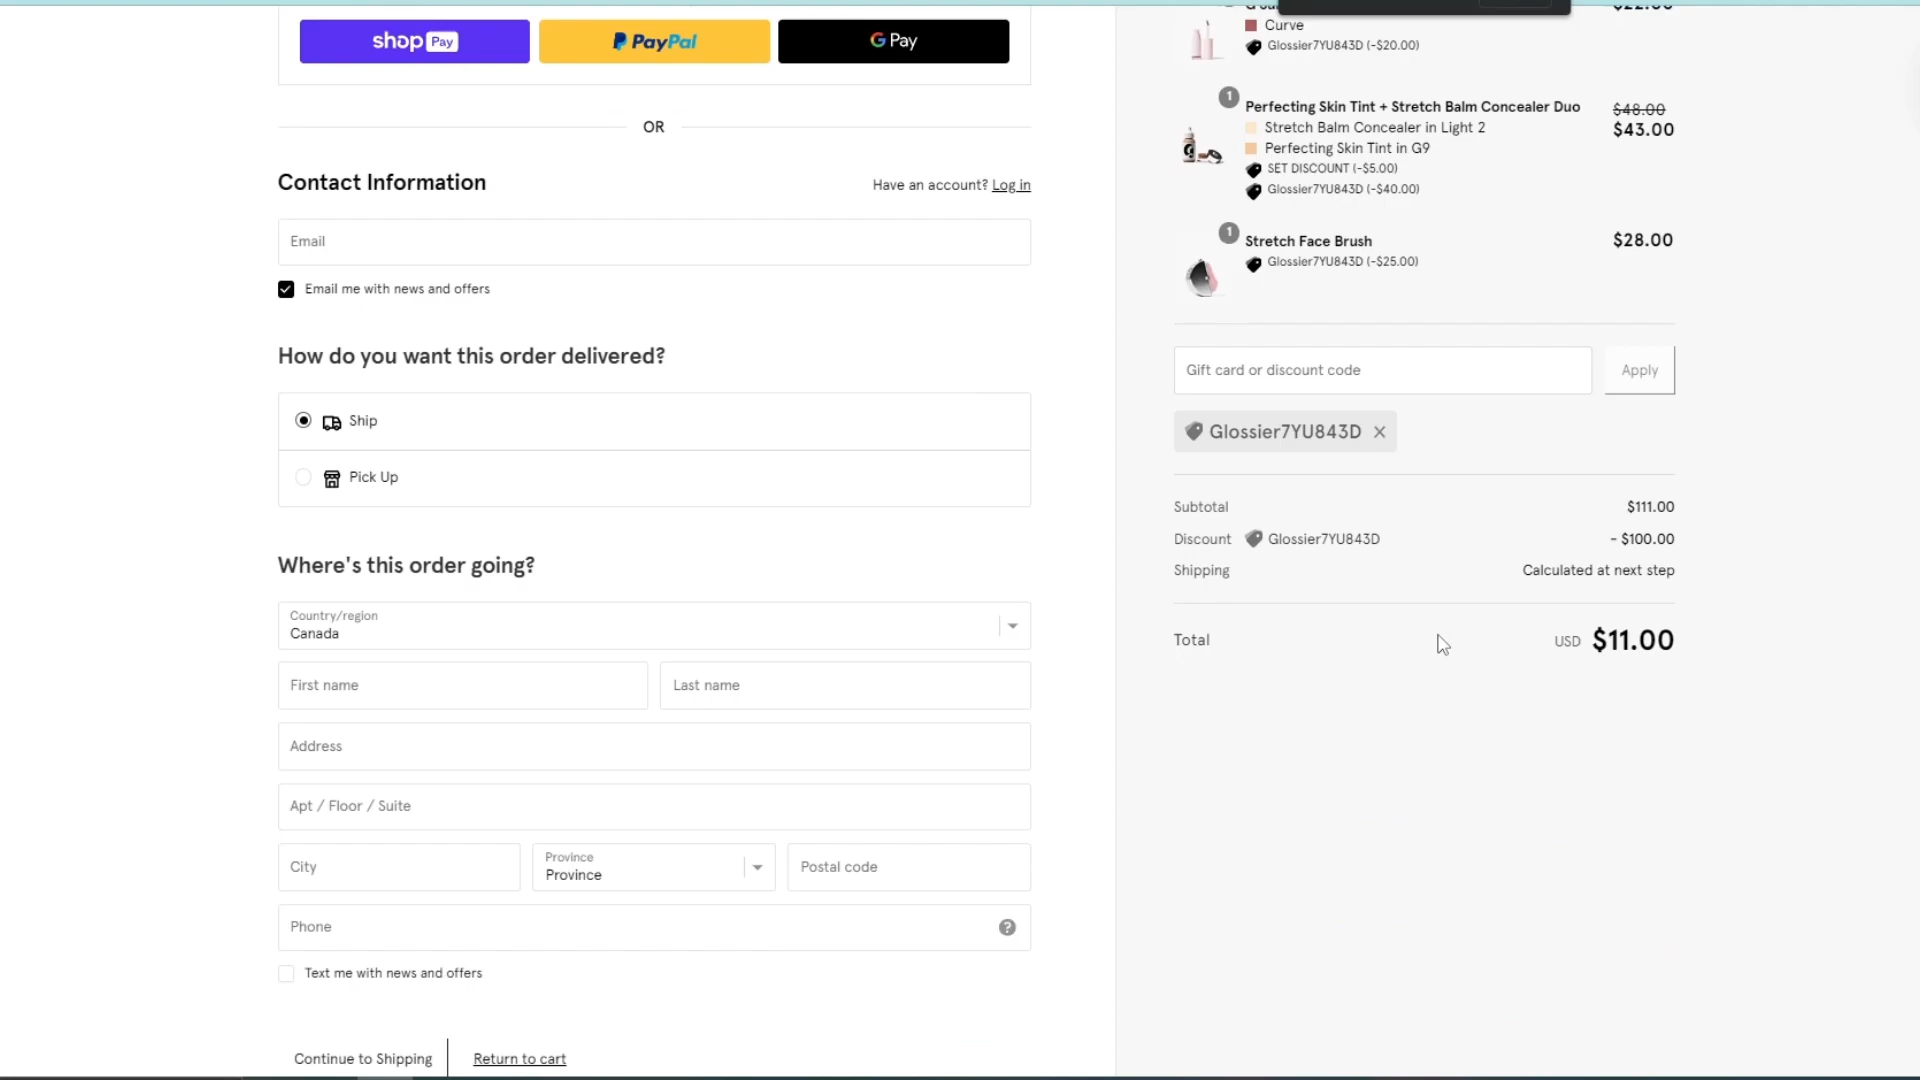 shop Pay
PayPal
G Pay
OR
Contact Information
Have an account? Log in
Email
Email me with news and offers
How do you want this order delivered?
Ship
Pick Up
Where's this order going?
Country/region
Canada
First name
Last name
Address
Apt / Floor / Suite
City
Province
Province
Postal code
Phone
?
Text me with news and offers
Continue to Shipping
Return to cart
Curve
Glossier7YU843D (-$20.00)
1
Perfecting Skin Tint + Stretch Balm Concealer Duo
$48.00
$43.00
Stretch Balm Concealer in Light 2
Perfecting Skin Tint in G9
SET DISCOUNT (-$5.00)
Glossier7YU843D (-$40.00)
1
Stretch Face Brush
$28.00
Glossier7YU843D (-$25.00)
Gift card or discount code
Apply
Glossier7YU843D
Subtotal
$111.00
Discount Glossier7YU843D
- $100.00
Shipping
Calculated at next step
Total
USD $11.00